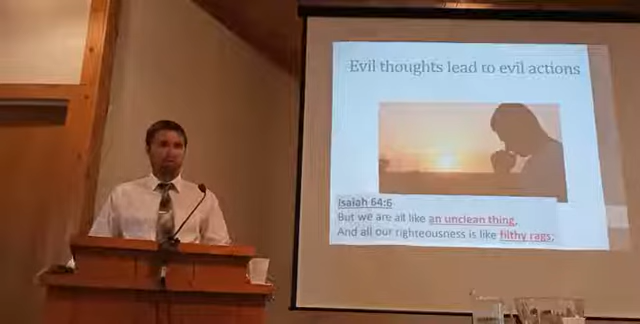 Evil thoughts lead to evil actions
Isaiah 64:6
But we are all like an unclean thing,
And all our righteousness is like filthy rags;